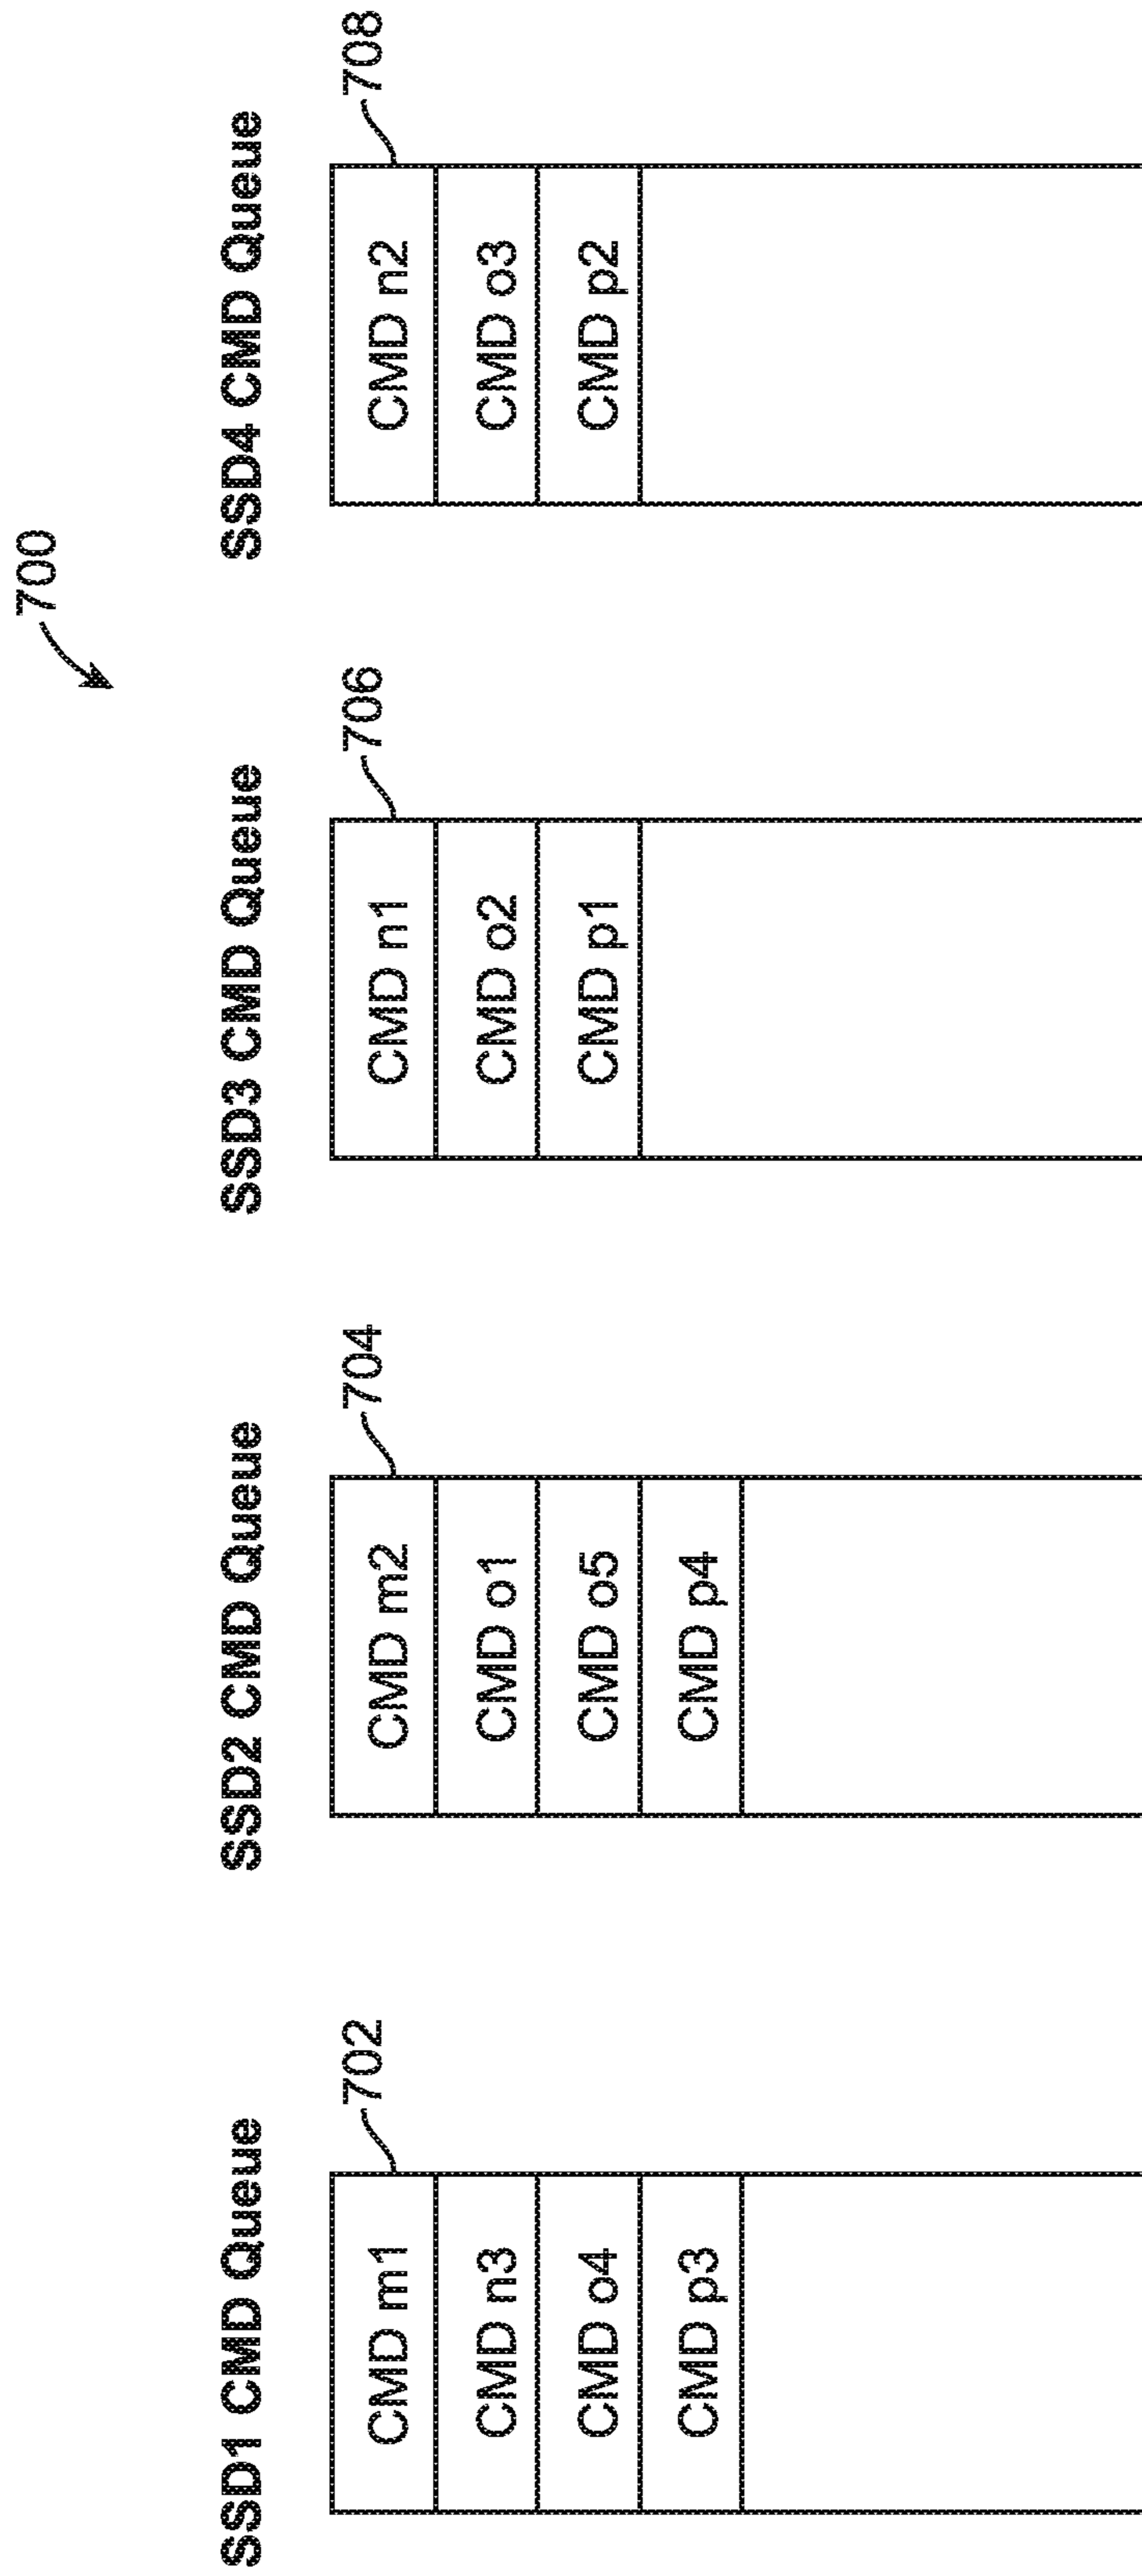 700
SSD1 CMD Queue
702
CMD m1
CMD n3
CMD o4
CMD p3
SSD2 CMD Queue
704
CMD m2
CMD o1
CMD o5
CMD p4
SSD3 CMD Queue
706
CMD n1
CMD o2
CMD p1
SSD4 CMD Queue
708
CMD n2
CMD o3
CMD p2